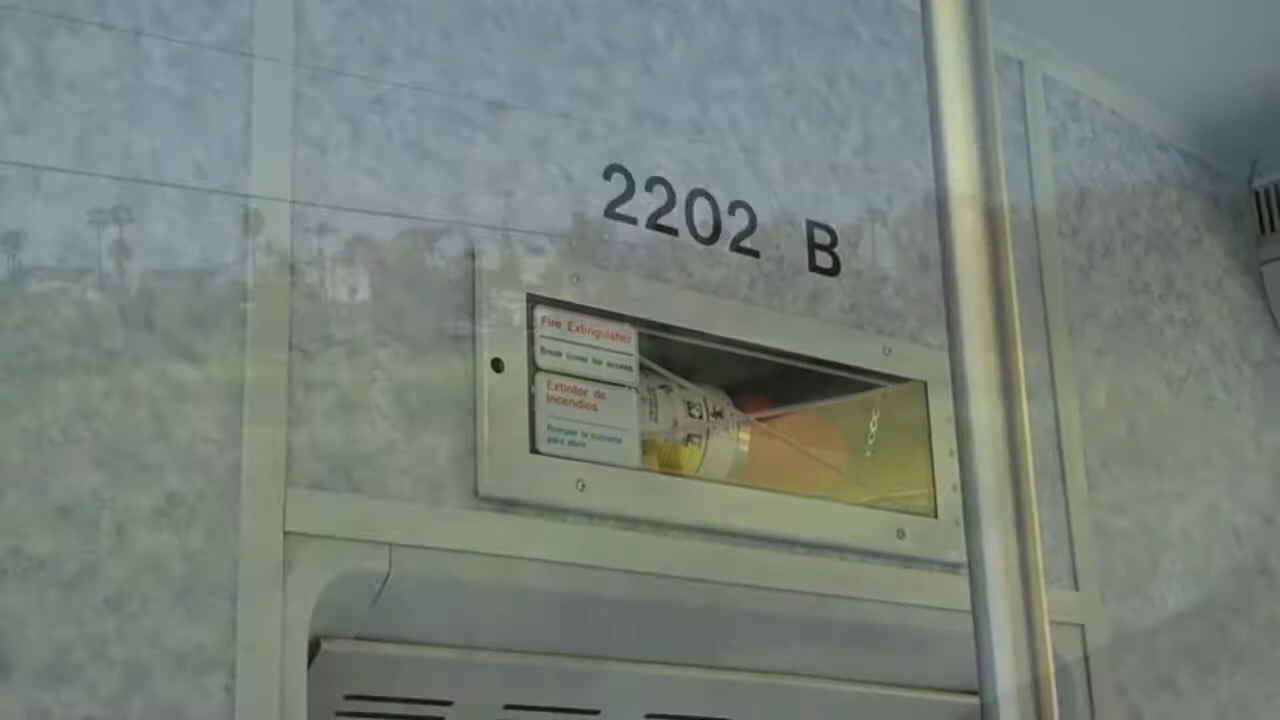 2202 B
Fire Extinguisher
Break cover for access.
Extintor de
Incendios
Romper la cubierta
para abrir